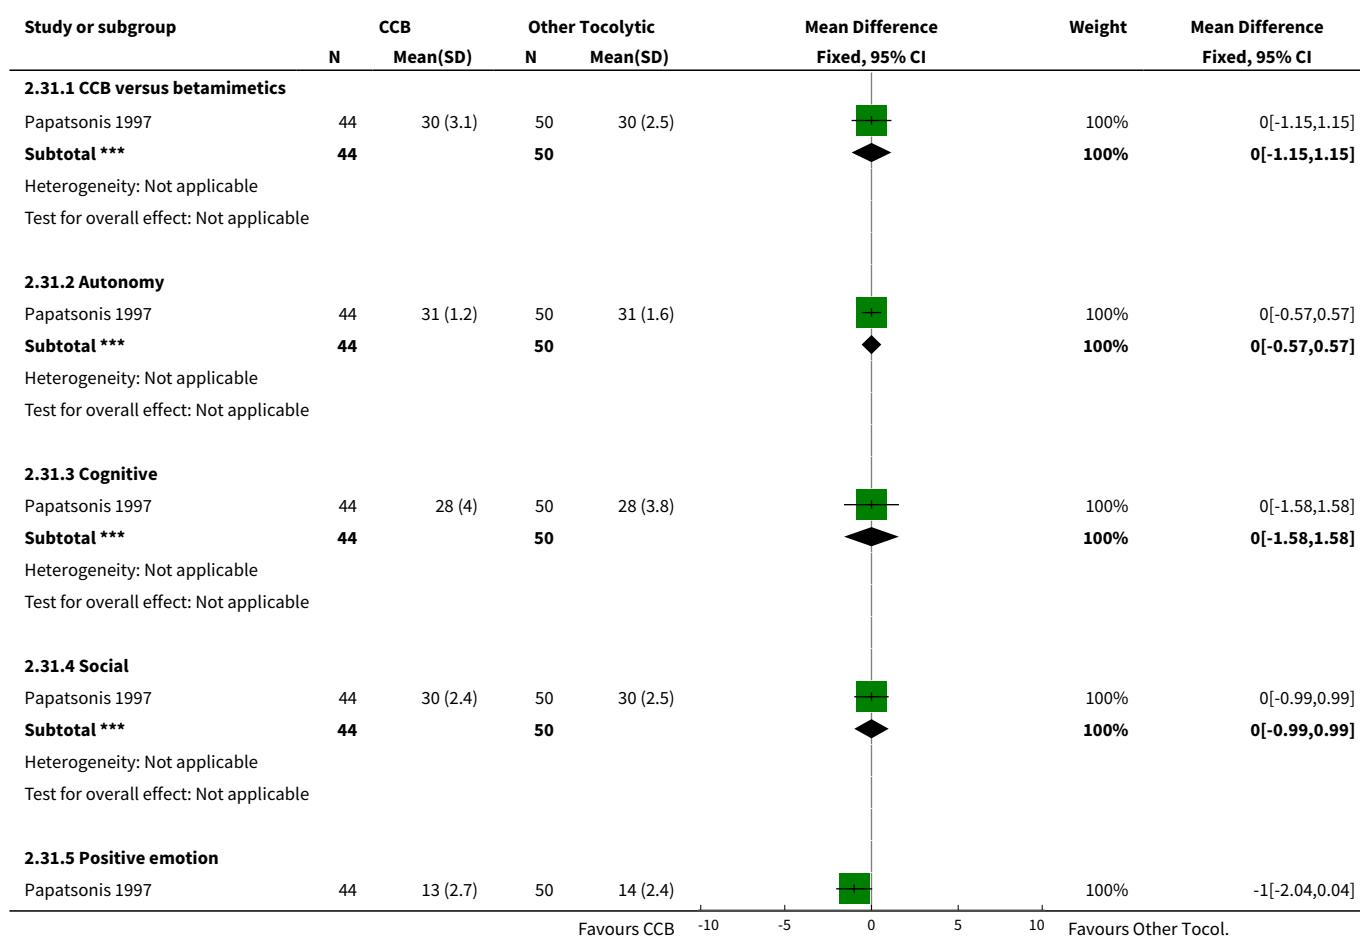 Study or subgroup CCB Other Tocolytic Mean Difference Weight Mean Difference
N Mean(SD) N Mean(SD) Fixed, 95% CI Fixed, 95% CI
2.31.1 CCB versus betamimetics
Papatsonis 1997 44 30 (3.1) 50 30 (2.5) 100% 0[-1.15,1.15]
Subtotal *** 44 50 100% 0[-1.15,1.15]
Heterogeneity: Not applicable
Test for overall effect: Not applicable
2.31.2 Autonomy
Papatsonis 1997 44 31 (1.2) 50 31 (1.6) 100% 0[-0.57,0.57]
Subtotal *** 44 50 100% 0[-0.57,0.57]
Heterogeneity: Not applicable
Test for overall effect: Not applicable
2.31.3 Cognitive
Papatsonis 1997 44 28 (4) 50 28 (3.8) 100% 0[-1.58,1.58]
Subtotal *** 44 50 100% 0[-1.58,1.58]
Heterogeneity: Not applicable
Test for overall effect: Not applicable
2.31.4 Social
Papatsonis 1997 44 30 (2.4) 50 30 (2.5) 100% 0[-0.99,0.99]
Subtotal *** 44 50 100% 0[-0.99,0.99]
Heterogeneity: Not applicable
Test for overall effect: Not applicable
2.31.5 Positive emotion
Papatsonis 1997 44 13 (2.7) 50 14 (2.4) 100% -1[-2.04,0.04]
Favours CCB -10 -5 0 5 10 Favours Other Tocol.